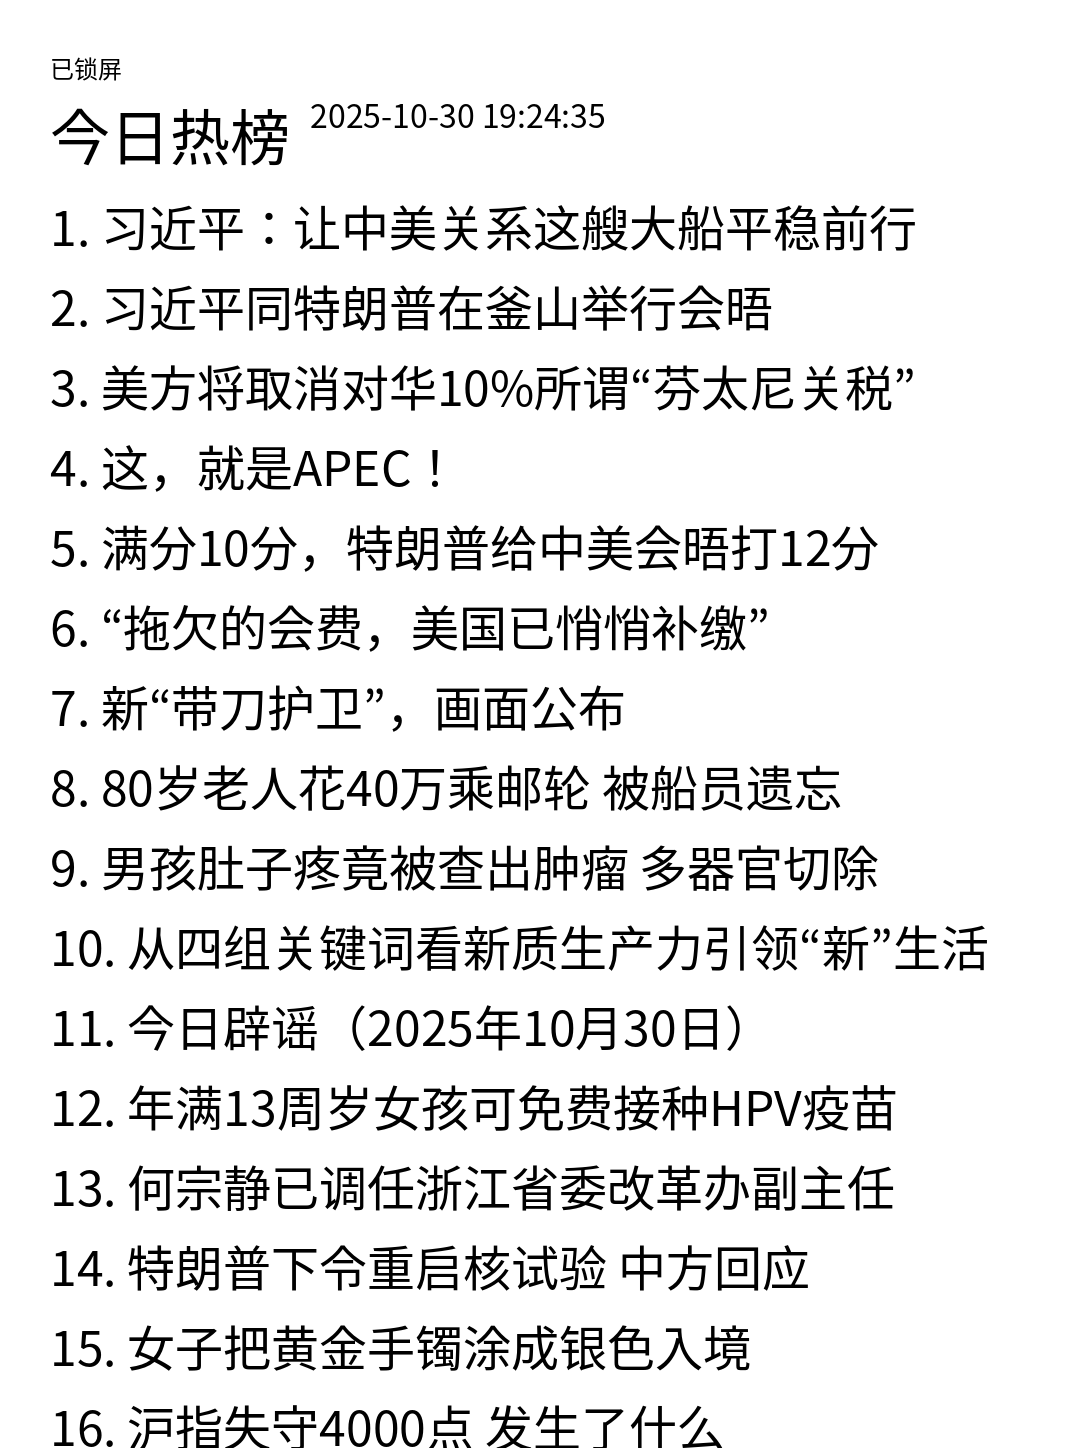 已锁屏
今日热榜 2025-10-30 19:24:35
1. 习近平：让中美关系这艘大船平稳前行
2. 习近平同特朗普在釜山举行会晤
3. 美方将取消对华10%所谓“芬太尼关税”
4. 这，就是APEC！
5. 满分10分，特朗普给中美会晤打12分
6. “拖欠的会费，美国已悄悄补缴”
7. 新“带刀护卫”，画面公布
8. 80岁老人花40万乘邮轮 被船员遗忘
9. 男孩肚子疼竟被查出肿瘤 多器官切除
10. 从四组关键词看新质生产力引领“新”生活
11. 今日辟谣（2025年10月30日）
12. 年满13周岁女孩可免费接种HPV疫苗
13. 何宗静已调任浙江省委改革办副主任
14. 特朗普下令重启核试验 中方回应
15. 女子把黄金手镯涂成银色入境
16. 沪指失守4000点 发生了什么